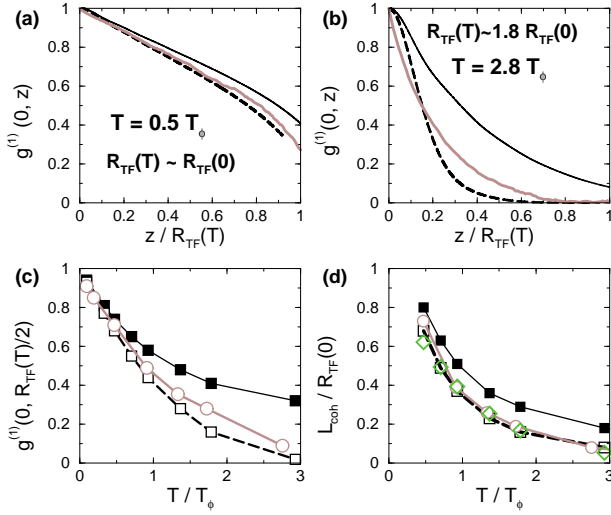 (a)
1
0.8
0.6
0.4
0.2
0
g(1)(0, z)
T = 0.5 Tϕ
RTF(T) ~ RTF(0)
0 0.2 0.4 0.6 0.8 1
z / RTF(T)
(b)
1
0.8
0.6
0.4
0.2
0
g(1)(0, z)
RTF(T)~1.8 RTF(0)
T = 2.8 Tϕ
0 0.2 0.4 0.6 0.8 1
z / RTF(T)
(c)
1
0.8
0.6
0.4
0.2
0
g(1)(0, RTF(T)/2)
0 1 2 3
T / Tϕ
(d)
1
0.8
0.6
0.4
0.2
0
Lcoh / RTF(0)
0 1 2 3
T / Tϕ